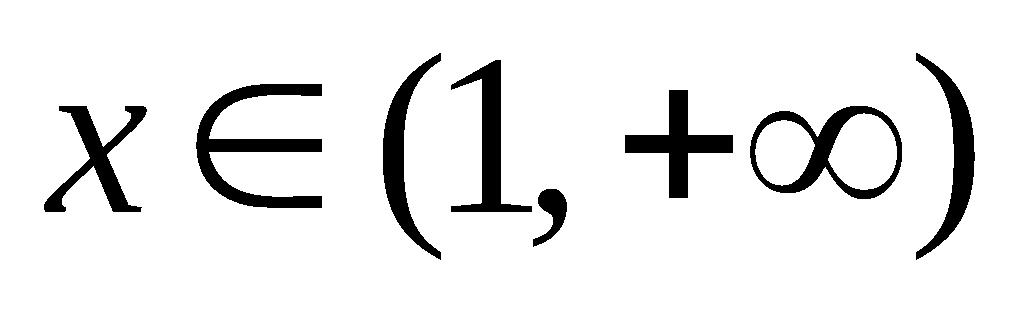 x ∈ (1, +∞)